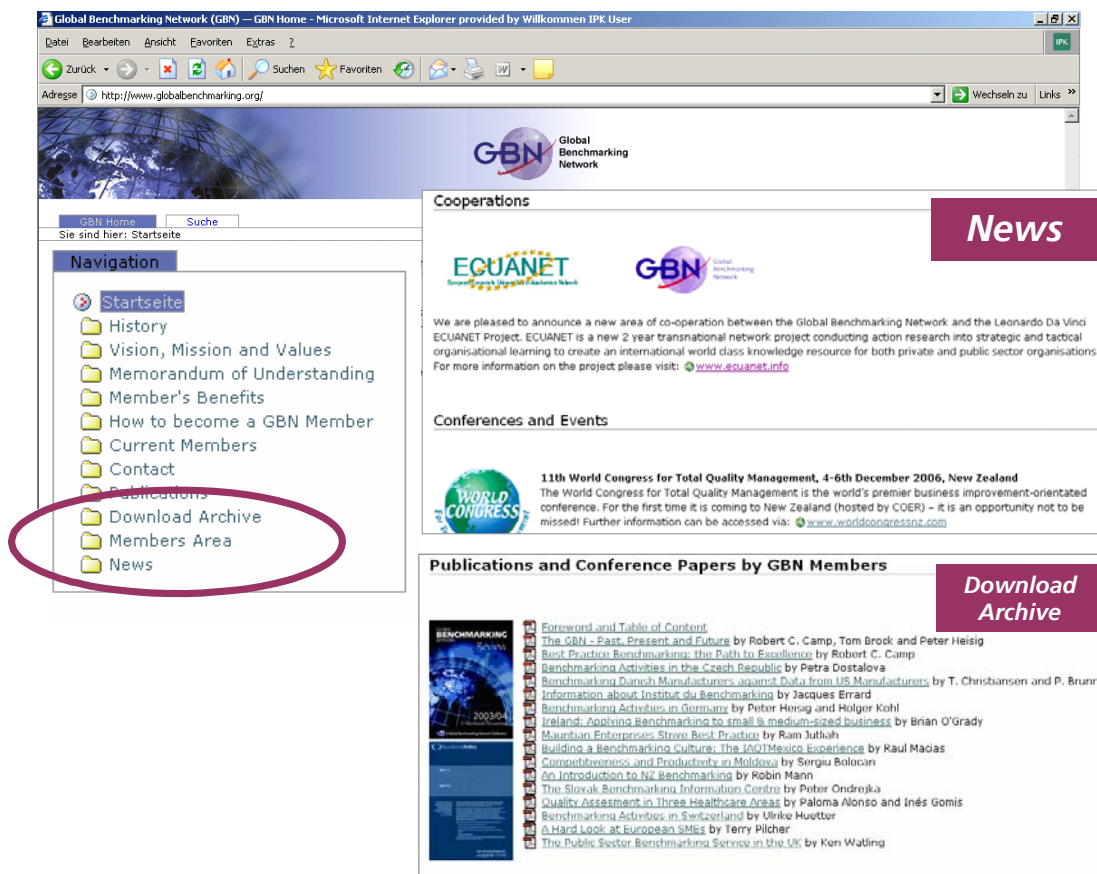 Global Benchmarking Network (GBN) — GBN Home - Microsoft Internet Explorer provided by Willkommen IPK User
Datei Bearbeiten Ansicht Favoriten Extras ?
IPK
Zurück Suchen Favoriten
Adresse http://www.globalbenchmarking.org/ Wechseln zu Links »
GBN Global
Benchmarking
Network
GBN Home Suche
Sie sind hier: Startseite
Navigation
Startseite
History
Vision, Mission and Values
Memorandum of Understanding
Member's Benefits
How to become a GBN Member
Current Members
Contact
Publications
Download Archive
Members Area
News
Cooperations
News
ECUANET
GBN Global
Benchmarking
Network
We are pleased to announce a new area of co-operation between the Global Benchmarking Network and the Leonardo Da Vinci
ECUANET Project. ECUANET is a new 2 year transnational network project conducting action research into strategic and tactical
organisational learning to create an international world class knowledge resource for both private and public sector organisations
For more information on the project please visit: www.ecuanet.info
Conferences and Events
WORLD
CONGRESS
11th World Congress for Total Quality Management, 4-6th December 2006, New Zealand
The World Congress for Total Quality Management is the world's premier business improvement-orientated
conference. For the first time it is coming to New Zealand (hosted by COER) – it is an opportunity not to be
missed! Further information can be accessed via: www.worldcongressnz.com
Publications and Conference Papers by GBN Members
Download
Archive
BENCHMARKING
Review
2003/04
Foreword and Table of Content
The GBN - Past, Present and Future by Robert C. Camp, Tom Brock and Peter Heisig
Best Practice Benchmarking: the Path to Excellence by Robert C. Camp
Benchmarking Activities in the Czech Republic by Petra Dostalova
Benchmarking Danish Manufacturers against Data from US Manufacturers by T. Christiansen and P. Brunn
Information about Institut du Benchmarking by Jacques Errard
Benchmarking Activities in Germany by Peter Heisig and Holger Kohl
Ireland: Applying Benchmarking to small & medium-sized business by Brian O'Grady
Mauritian Enterprises Strive Best Practice by Ram Jutliah
Building a Benchmarking Culture: The IAQTMexico Experience by Raul Macias
Competitiveness and Productivity in Moldova by Sergiu Bolocan
An Introduction to NZ Benchmarking by Robin Mann
The Slovak Benchmarking Information Centre by Peter Ondrejka
Quality Assesment in Three Healthcare Areas by Paloma Alonso and Inés Gomis
Benchmarking Activities in Switzerland by Ulrike Huetter
A Hard Look at European SMEs by Terry Pilcher
The Public Sector Benchmarking Service in the UK by Ken Watling